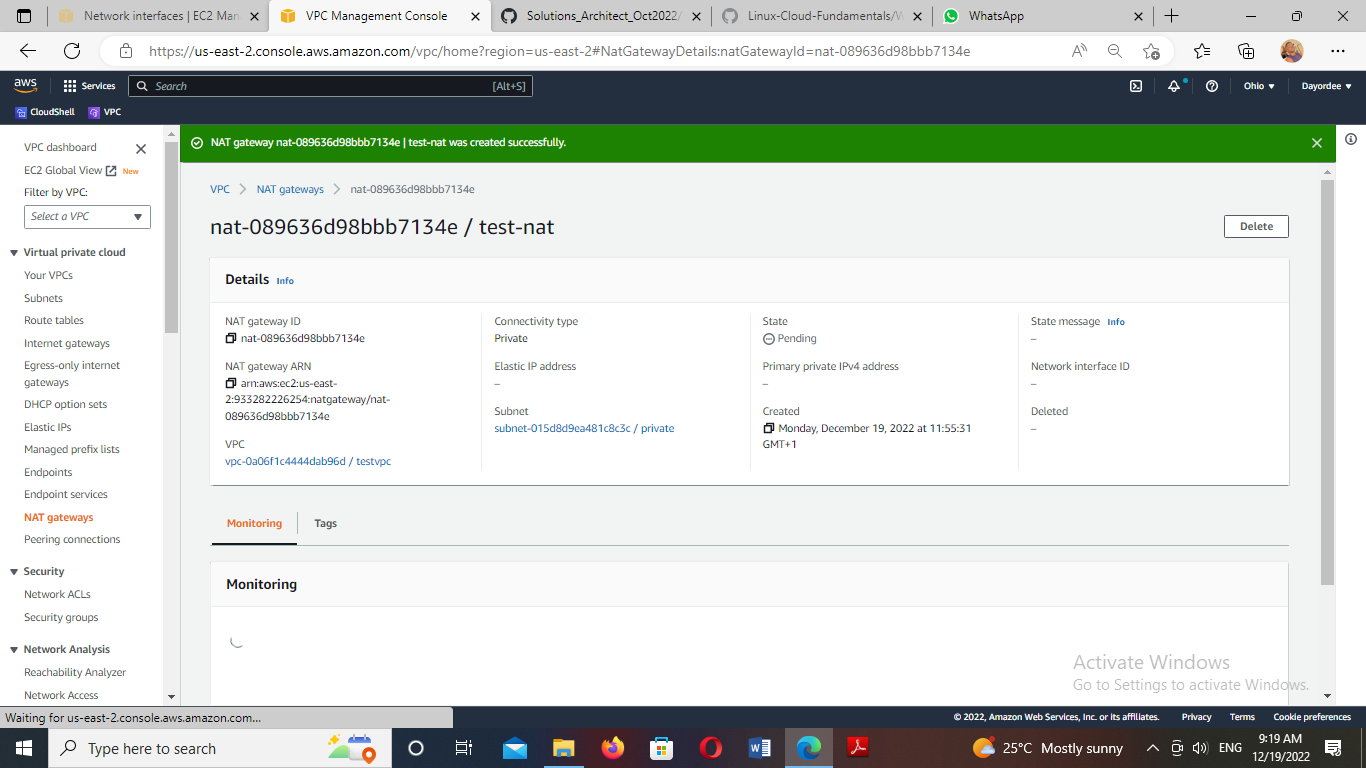 Network interfaces | EC2 Man
VPC Management Console
Solutions_Architect_Oct2022/
Linux-Cloud-Fundamentals/W
WhatsApp
https://us-east-2.console.aws.amazon.com/vpc/home?region=us-east-2#NatGatewayDetails:natGatewayId=nat-089636d98bbb7134e
aws
Services
Search
[Alt+S]
Ohio
Dayordee
CloudShell
VPC
VPC dashboard
EC2 Global View
New
Filter by VPC:
Select a VPC
Virtual private cloud
Your VPCs
Subnets
Route tables
Internet gateways
Egress-only internet
gateways
DHCP option sets
Elastic IPs
Managed prefix lists
Endpoints
Endpoint services
NAT gateways
Peering connections
Security
Network ACLs
Security groups
Network Analysis
Reachability Analyzer
Network Access
NAT gateway nat-089636d98bbb7134e | test-nat was created successfully.
VPC
NAT gateways
nat-089636d98bbb7134e
nat-089636d98bbb7134e / test-nat
Delete
Details
Info
NAT gateway ID
nat-089636d98bbb7134e
NAT gateway ARN
arn:aws:ec2:us-east-
2:933282226254:natgateway/nat-
089636d98bbb7134e
VPC
vpc-0a06f1c4444dab96d / testvpc
Connectivity type
Private
Elastic IP address
–
Subnet
subnet-015d8d9ea481c8c3c / private
State
Pending
Primary private IPv4 address
–
Created
Monday, December 19, 2022 at 11:55:31
GMT+1
State message
Info
–
Network interface ID
–
Deleted
–
Monitoring
Tags
Monitoring
Activate Windows
Go to Settings to activate Windows.
Waiting for us-east-2.console.aws.amazon.com...
© 2022, Amazon Web Services, Inc. or its affiliates.
Privacy
Terms
Cookie preferences
Type here to search
25°C
Mostly sunny
ENG
9:19 AM
12/19/2022